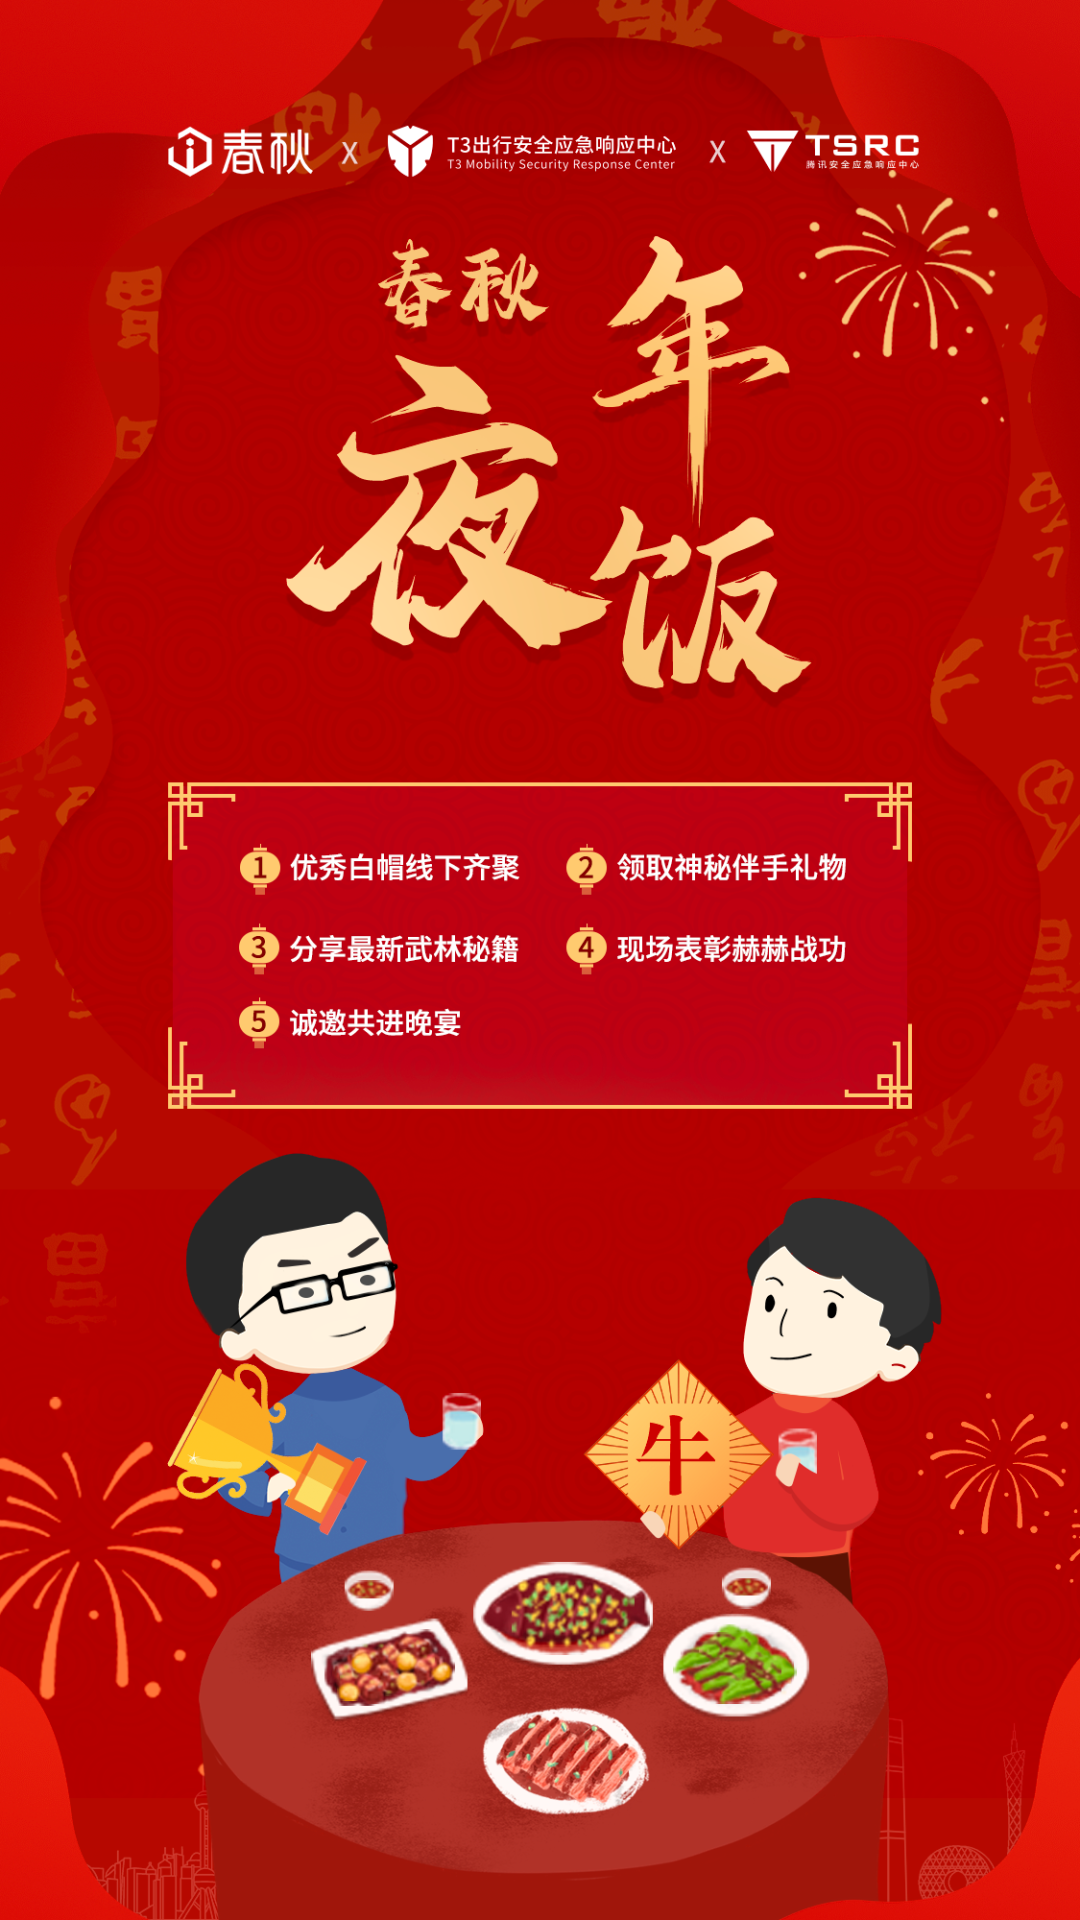 春秋 X T3出行安全应急响应中心 X TSRC
T3 Mobility Security Response Center 腾讯安全应急响应中心
春秋
年
夜
饭
1 优秀白帽线下齐聚 2 领取神秘伴手礼物
3 分享最新武林秘籍 4 现场表彰赫赫战功
5 诚邀共进晚宴
牛